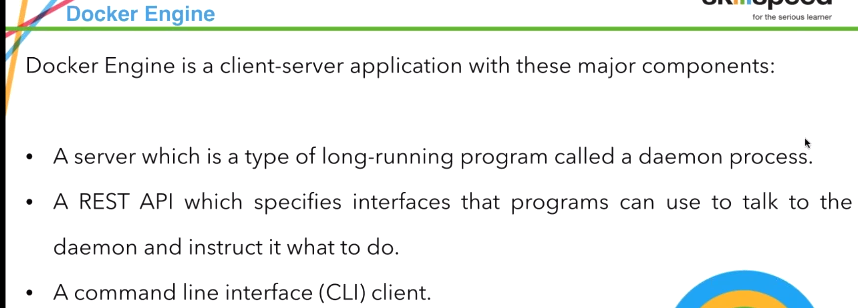 Docker Engine
for the serious learner
Docker Engine is a client-server application with these major components:
• A server which is a type of long-running program called a daemon process.
• A REST API which specifies interfaces that programs can use to talk to the
daemon and instruct it what to do.
• A command line interface (CLI) client.